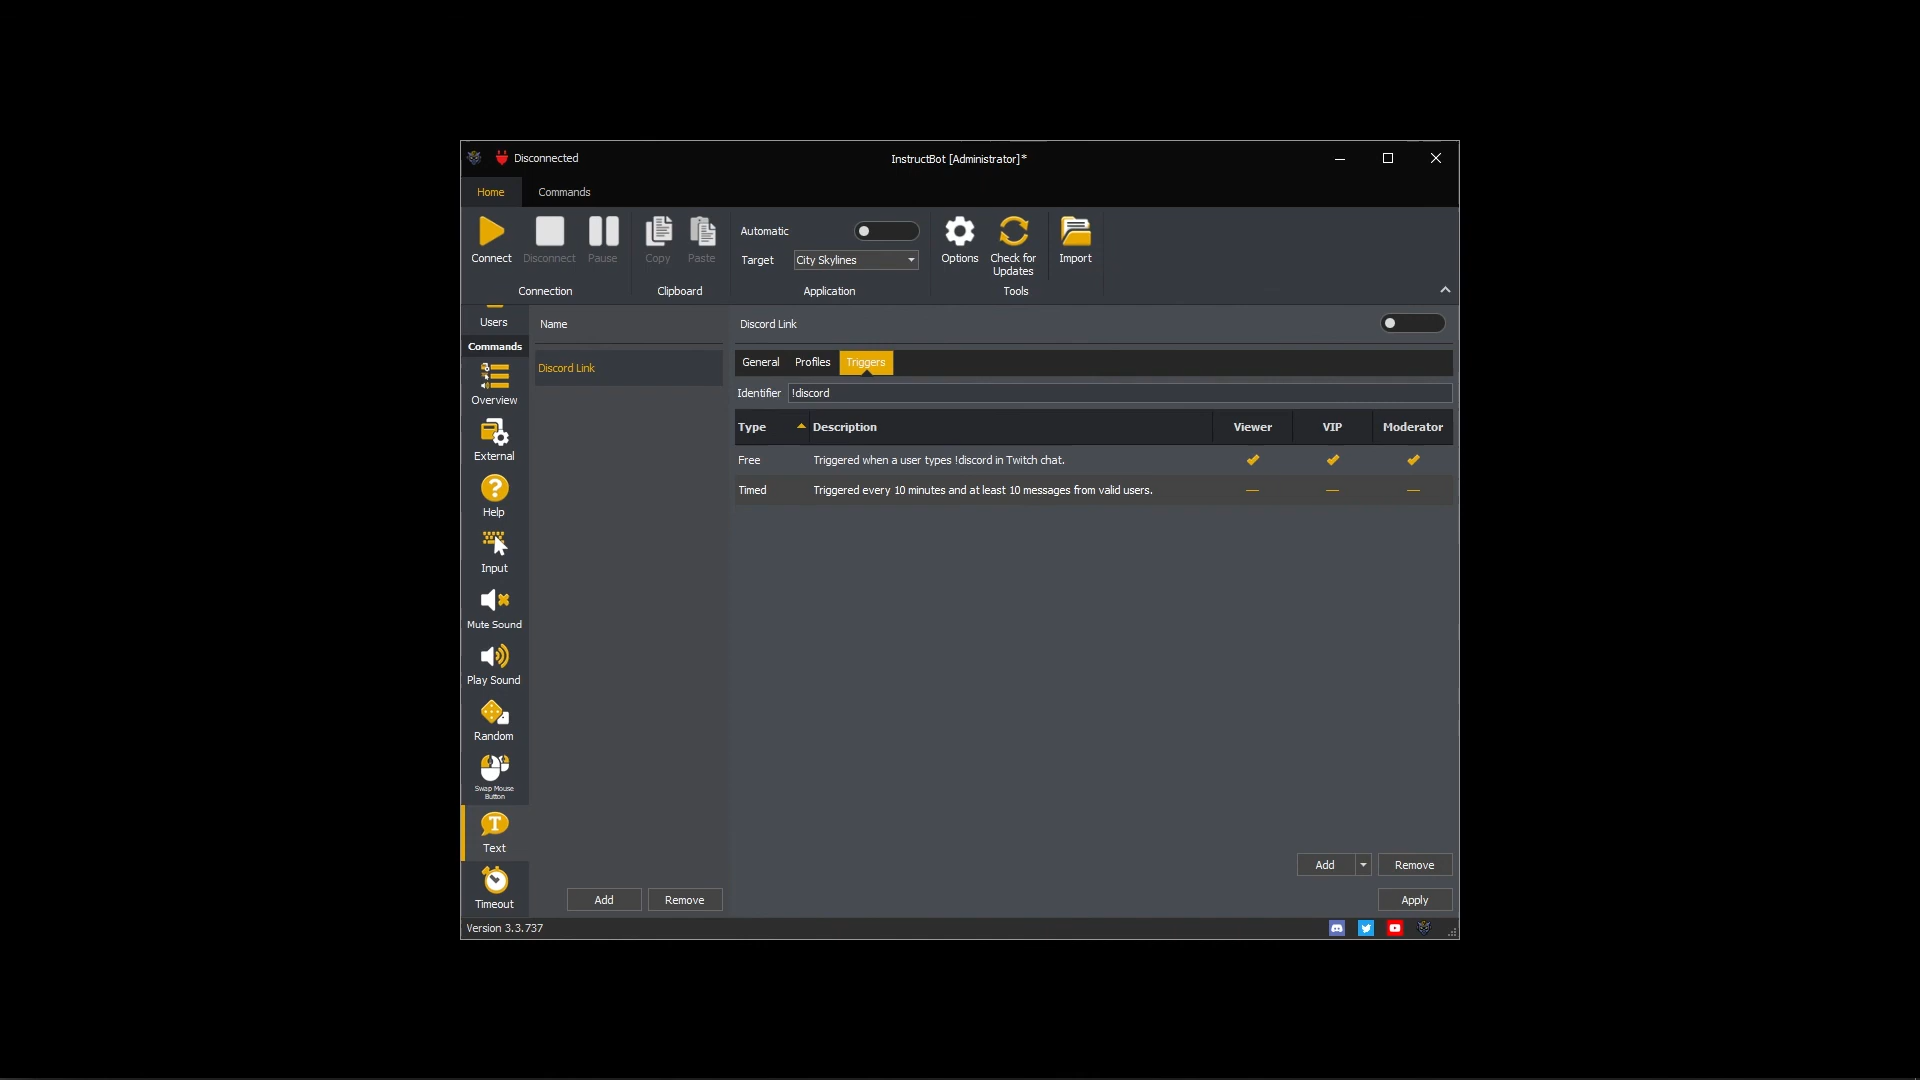 Disconnected
InstructBot [Administrator]*
Home
Commands
Connect
Disconnect
Pause
Connection
Copy
Paste
Clipboard
Automatic
Target
City Skylines
Application
Options
Check for
Updates
Import
Tools
Users
Commands
Overview
External
Help
Input
Mute Sound
Play Sound
Random
Swap Mouse
Button
Text
Timeout
Name
Discord Link
Add
Remove
Discord Link
General
Profiles
Triggers
Identifier
!discord
Type
Description
Viewer
VIP
Moderator
Free
Triggered when a user types !discord in Twitch chat.
Timed
Triggered every 10 minutes and at least 10 messages from valid users.
Add
Remove
Apply
Version 3.3.737